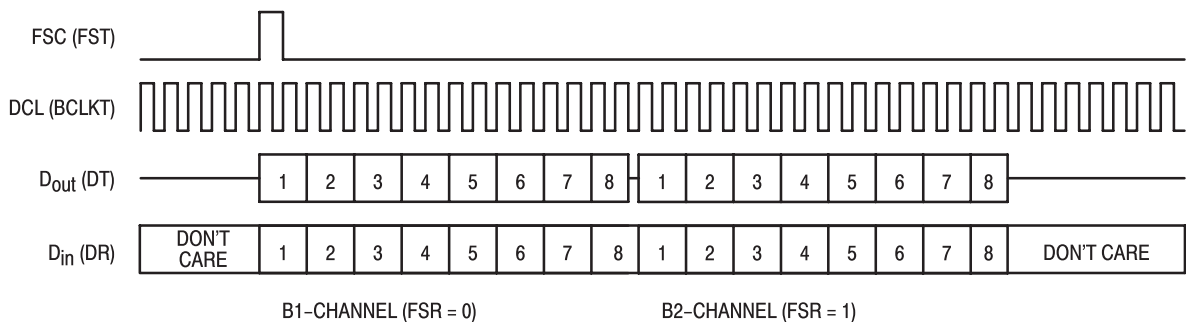 FSC (FST)
DCL (BCLKT)
Dout (DT)
1 2 3 4 5 6 7 8 1 2 3 4 5 6 7 8
Din (DR)
DON'T
CARE
1 2 3 4 5 6 7 8 1 2 3 4 5 6 7 8
DON'T CARE
B1–CHANNEL (FSR = 0)
B2–CHANNEL (FSR = 1)